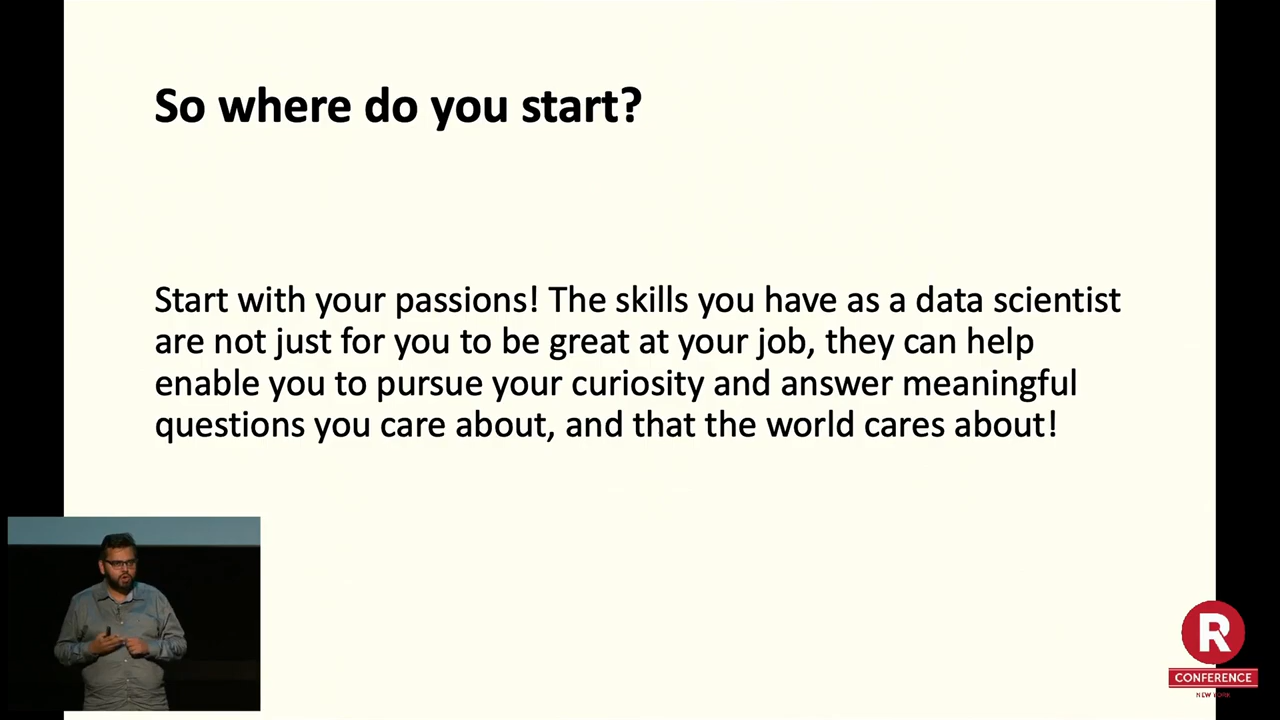 So where do you start?
Start with your passions! The skills you have as a data scientist
are not just for you to be great at your job, they can help
enable you to pursue your curiosity and answer meaningful
questions you care about, and that the world cares about!
R
CONFERENCE
NEW YORK